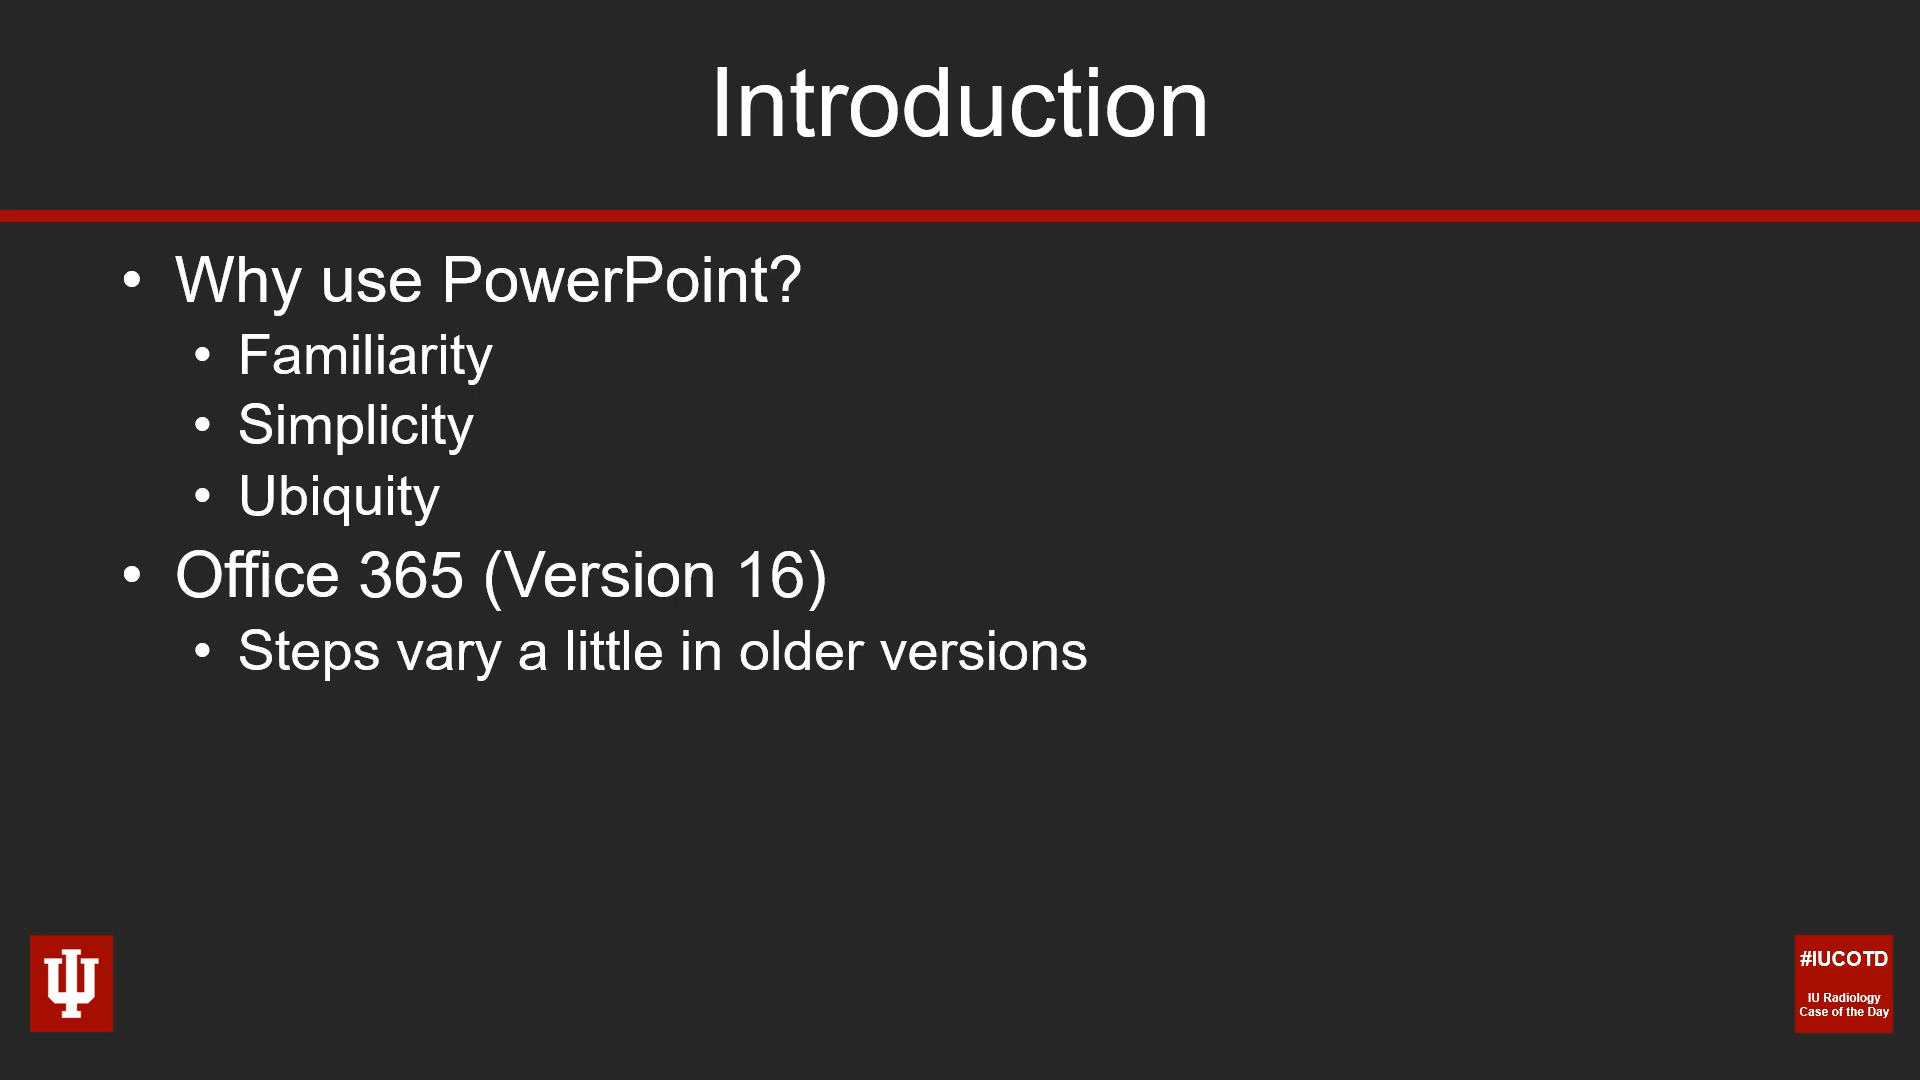 Introduction
• Why use PowerPoint?
• Familiarity
• Simplicity
• Ubiquity
• Office 365 (Version 16)
• Steps vary a little in older versions
#IUCOTD
IU Radiology
Case of the Day